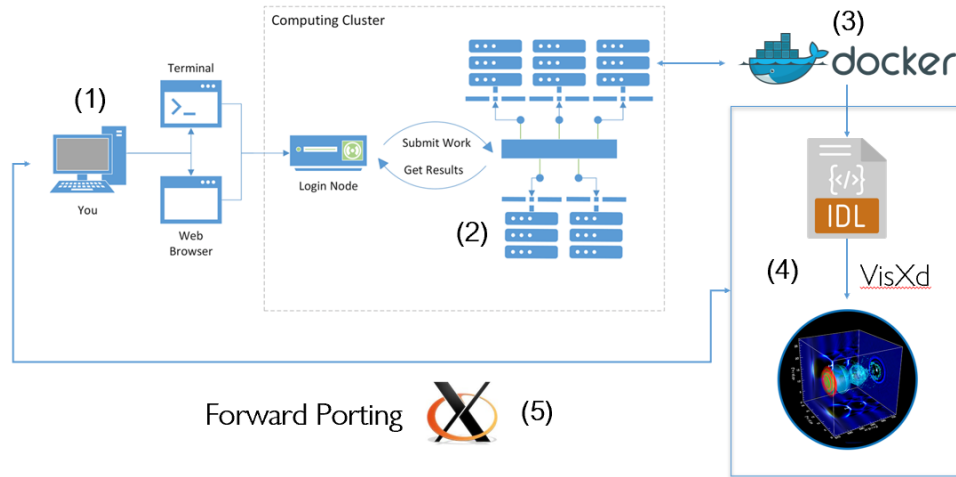 Computing Cluster
(3)
docker
Terminal
(1)
>_
Submit Work
Get Results
Login Node
You
Web
Browser
(2)
{</>}
IDL
(4)
VisXd
Forward Porting
X
(5)